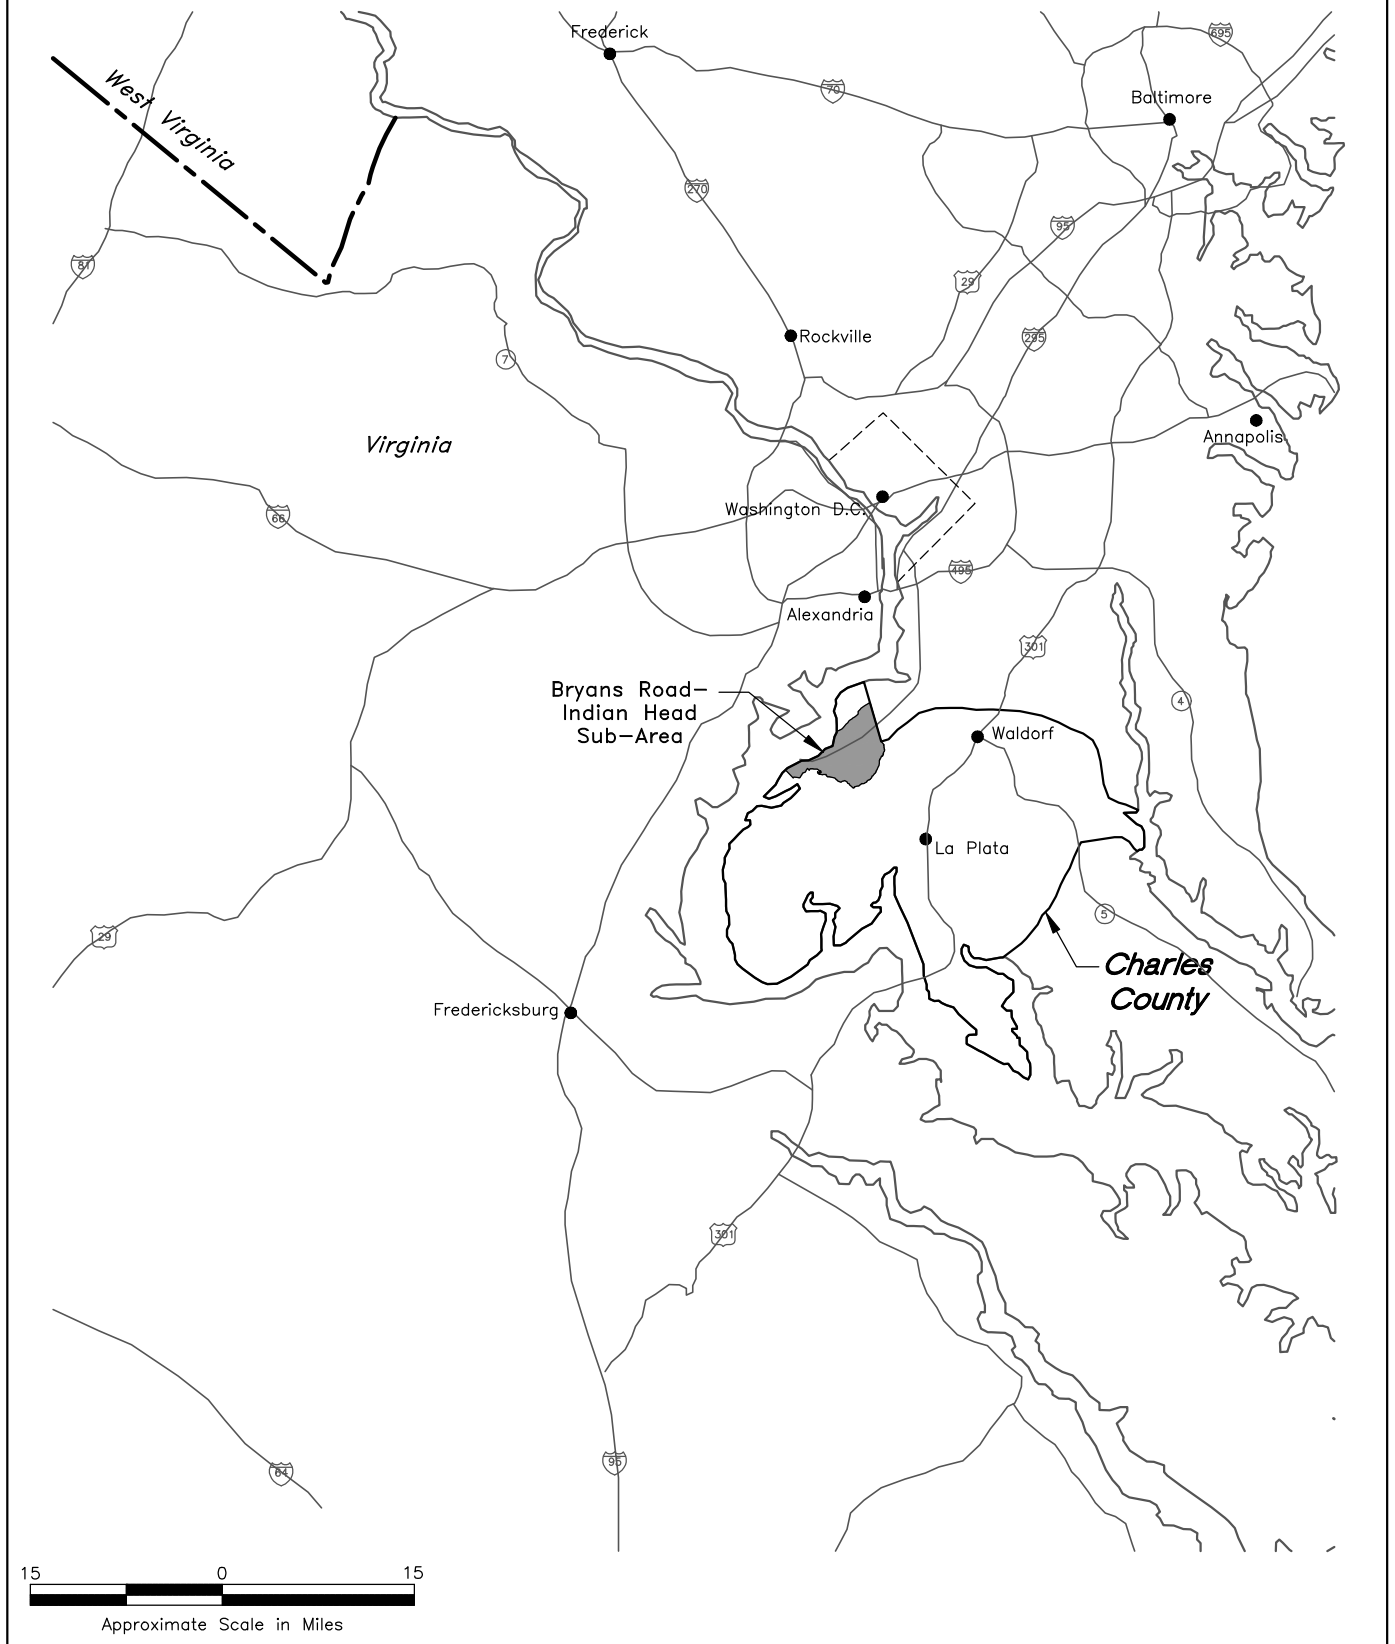 Frederick
695
West Virginia
70
Baltimore
270
95
81
29
Rockville
295
7
Virginia
Annapolis
66
Washington D.C.
495
Alexandria
301
Bryans Road–
Indian Head
Sub–Area
4
Waldorf
La Plata
5
29
Charles
County
Fredericksburg
301
95
64
15 0 15
Approximate Scale in Miles